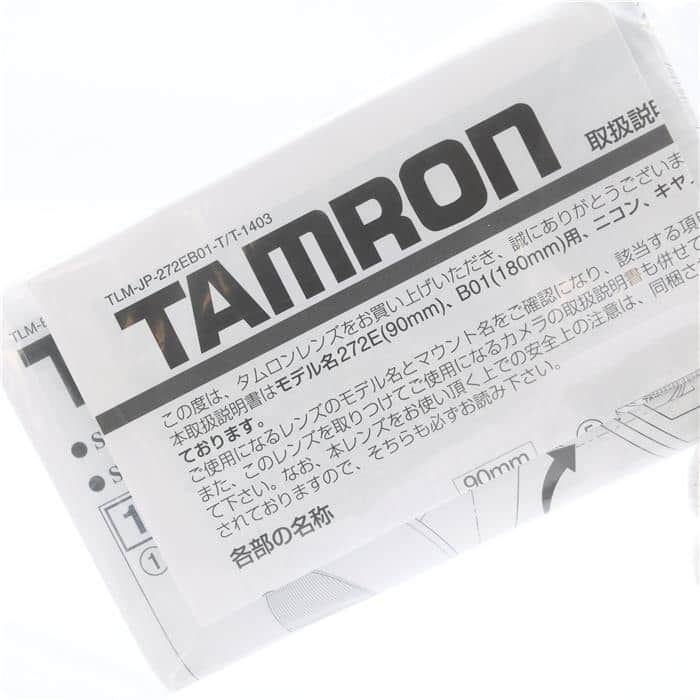 TLM-JP-272EB01-T/T-1403
TAMRON
取扱説明
この度は、タムロンレンズをお買い上げいただき、誠にありがとうございま
本取扱説明書はモデル名272E(90mm)、B01(180mm)用、ニコン、キヤ
ております。
ご使用になるレンズのモデル名とマウント名をご確認になり、該当する項
また、このレンズを取りつけてご使用になるカメラの取扱説明書も併せ
て下さい。なお、本レンズをお使い頂く上での安全上の注意は、同梱
されておりますので、そちらも必ずお読み下さい。
各部の名称
90mm
TLM-E
T
• S
• S
1
①